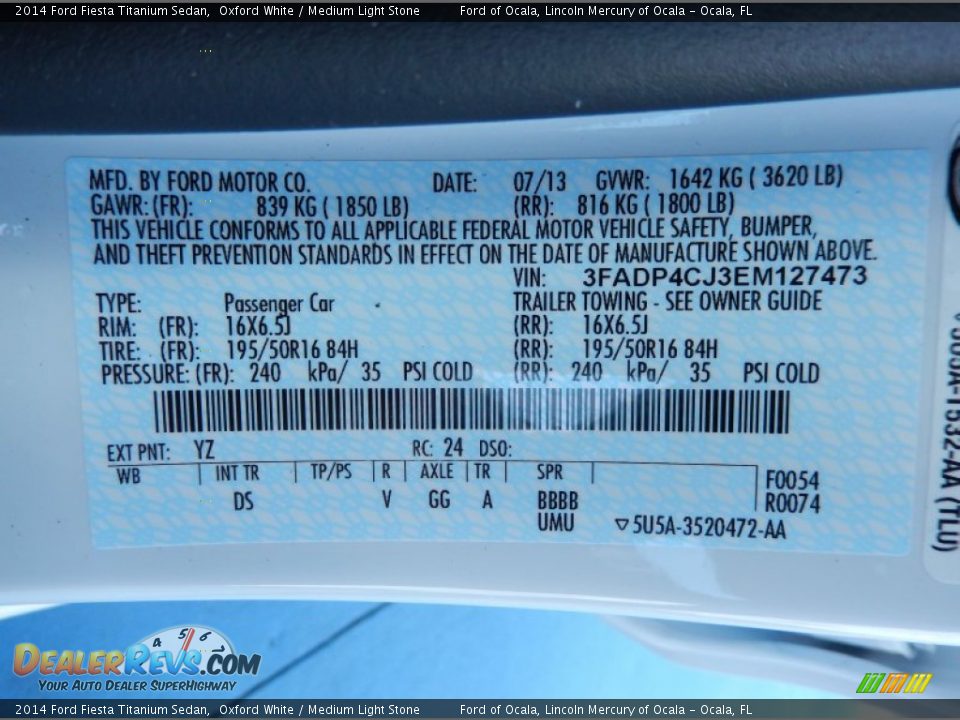 2014 Ford Fiesta Titanium Sedan, Oxford White / Medium Light Stone Ford of Ocala, Lincoln Mercury of Ocala - Ocala, FL
MFD. BY FORD MOTOR CO. DATE: 07/13 GVWR: 1642 KG ( 3620 LB)
GAWR: (FR): 839 KG ( 1850 LB) (RR): 816 KG ( 1800 LB)
THIS VEHICLE CONFORMS TO ALL APPLICABLE FEDERAL MOTOR VEHICLE SAFETY, BUMPER,
AND THEFT PREVENTION STANDARDS IN EFFECT ON THE DATE OF MANUFACTURE SHOWN ABOVE.
VIN: 3FADP4CJ3EM127473
TYPE: Passenger Car TRAILER TOWING - SEE OWNER GUIDE
RIM: (FR): 16X6.5J (RR): 16X6.5J
TIRE: (FR): 195/50R16 84H (RR): 195/50R16 84H
PRESSURE: (FR): 240 kPa/ 35 PSI COLD (RR): 240 kPa/ 35 PSI COLD
EXT PNT: YZ RC: 24 DSO:
WB INT TR TP/PS R AXLE TR SPR F0054
DS V GG A BBBB R0074
UMU ▽5U5A-3520472-AA
(TLU)
4 5 6
DEALERREVS.COM
YOUR AUTO DEALER SUPERHIGHWAY
2014 Ford Fiesta Titanium Sedan, Oxford White / Medium Light Stone Ford of Ocala, Lincoln Mercury of Ocala - Ocala, FL